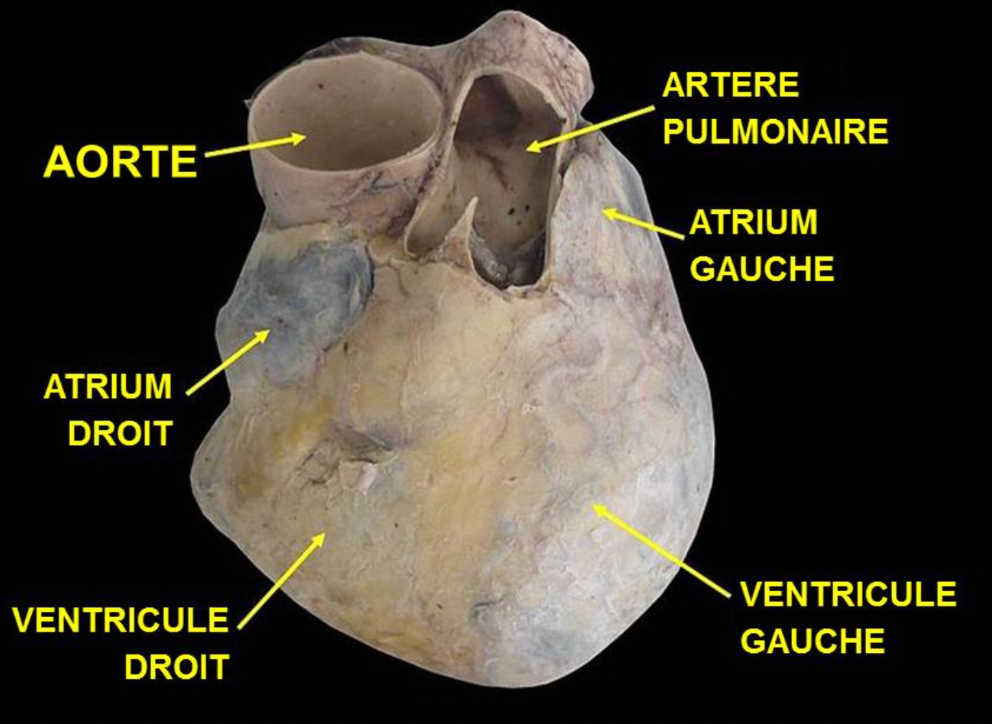 ARTERE
PULMONAIRE
AORTE
ATRIUM
GAUCHE
ATRIUM
DROIT
VENTRICULE
GAUCHE
VENTRICULE
DROIT